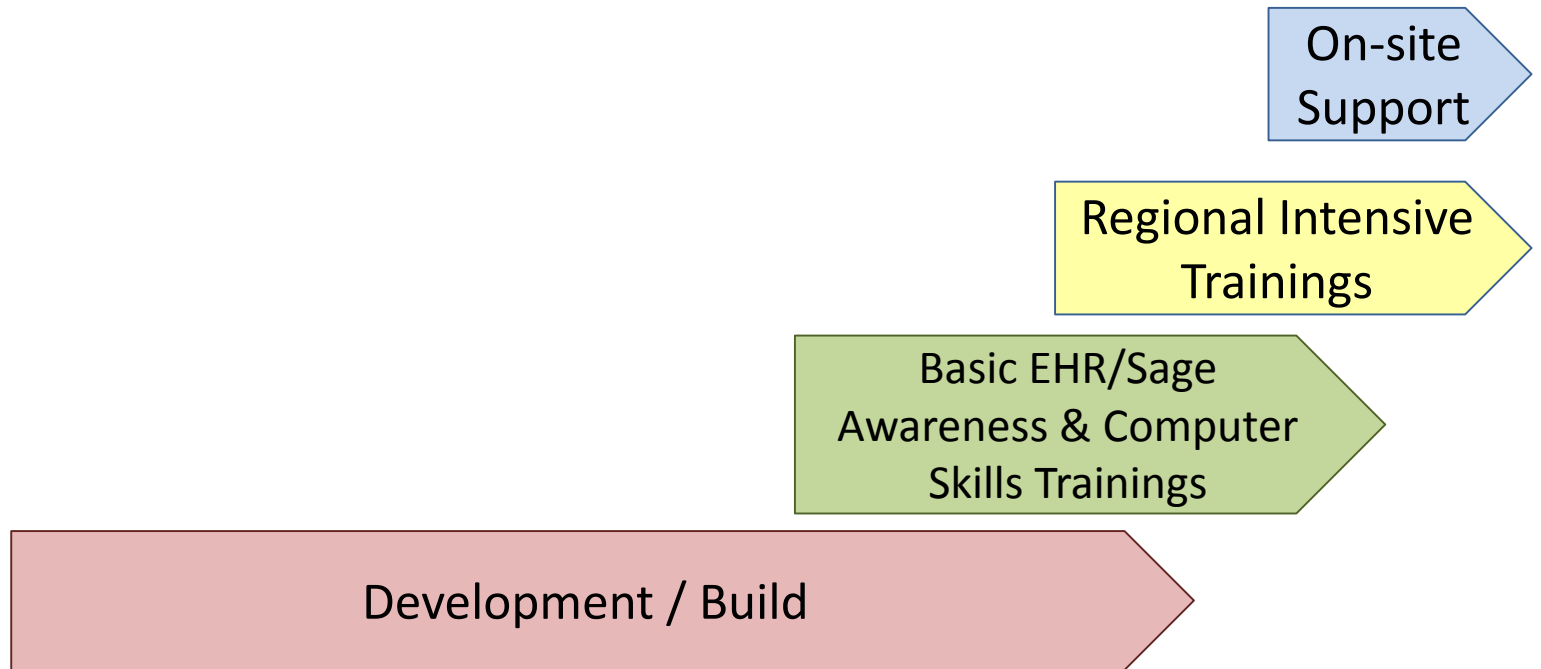 On-site
Support
Regional Intensive
Trainings
Basic EHR/Sage
Awareness & Computer
Skills Trainings
Development / Build